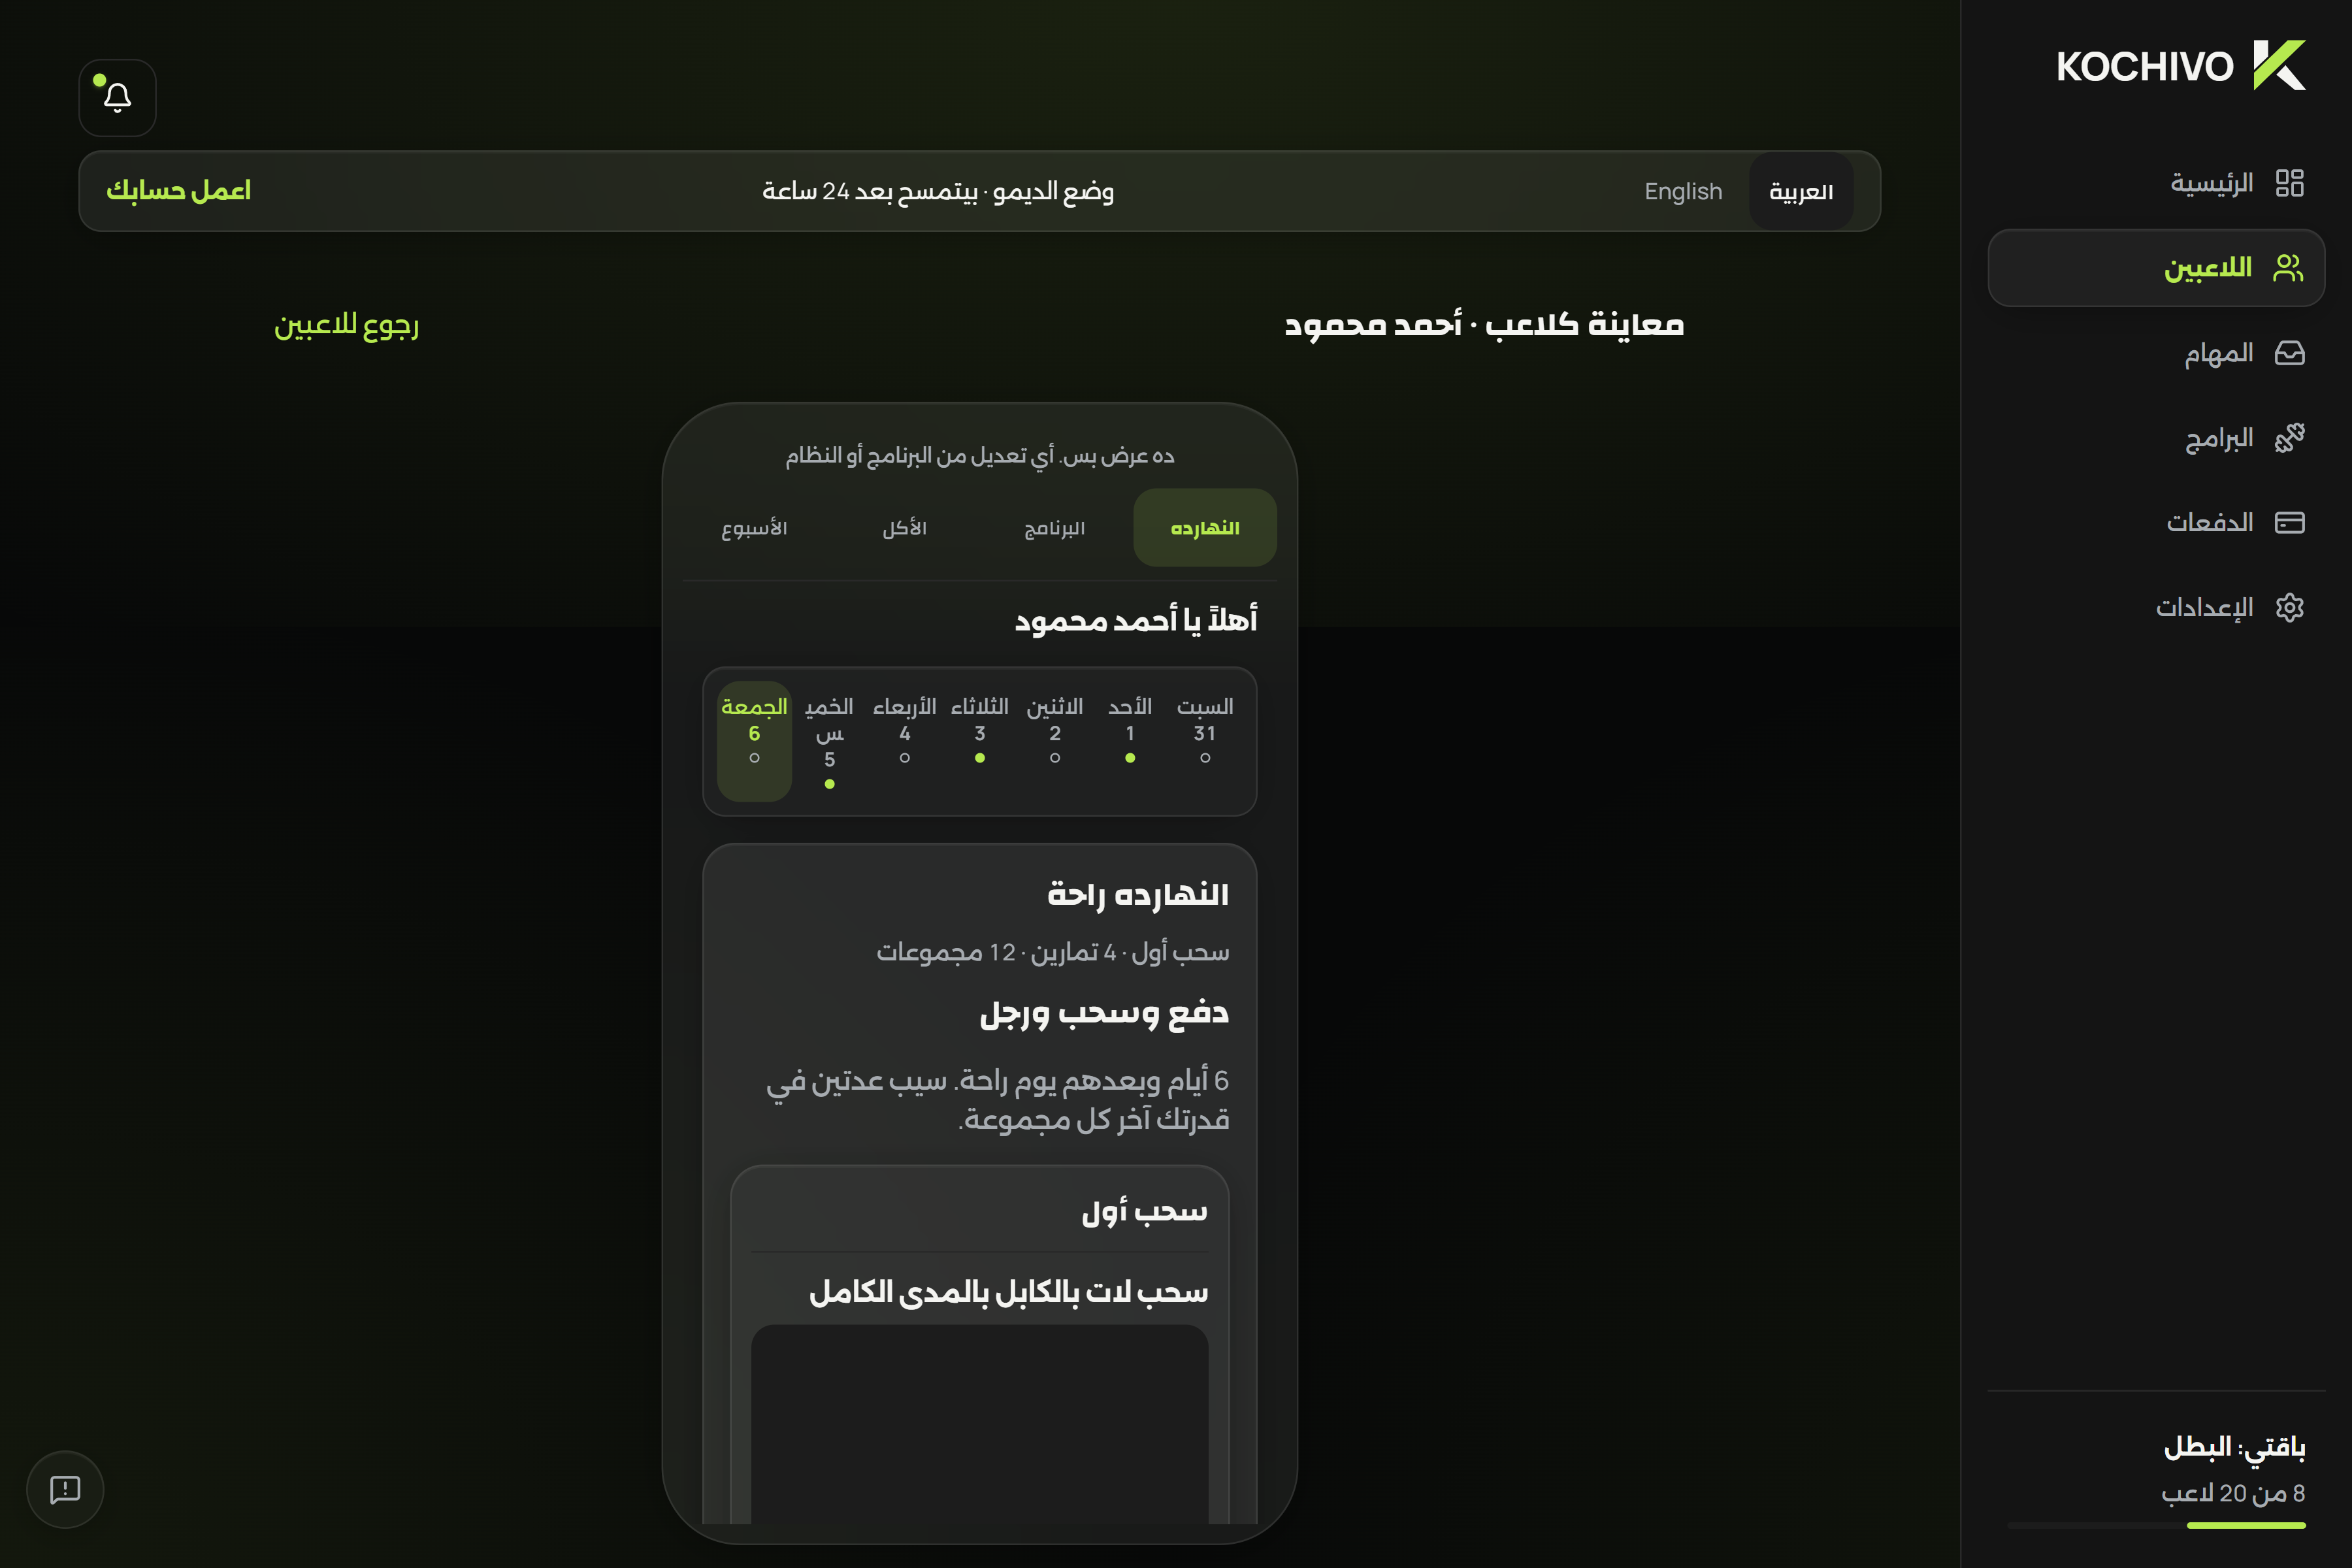 KOCHIVO
الرئيسية
اللاعبين
المهام
البرامج
الدفعات
الإعدادات
باقتي: البطل
8 من 20 لاعب
العربية
English
وضع الديمو · بيتمسح بعد 24 ساعة
اعمل حسابك
معاينة كلاعب · أحمد محمود
رجوع للاعبين
ده عرض بس. أي تعديل من البرنامج أو النظام
النهارده
البرنامج
الأكل
الأسبوع
أهلاً يا أحمد محمود
السبت
31
الأحد
1
الاثنين
2
الثلاثاء
3
الأربعاء
4
الخمي
س
5
الجمعة
6
النهارده راحة
سحب أول · 4 تمارين · 12 مجموعات
دفع وسحب ورجل
6 أيام وبعدهم يوم راحة. سيب عدتين في
قدرتك آخر كل مجموعة.
سحب أول
سحب لات بالكابل بالمدى الكامل